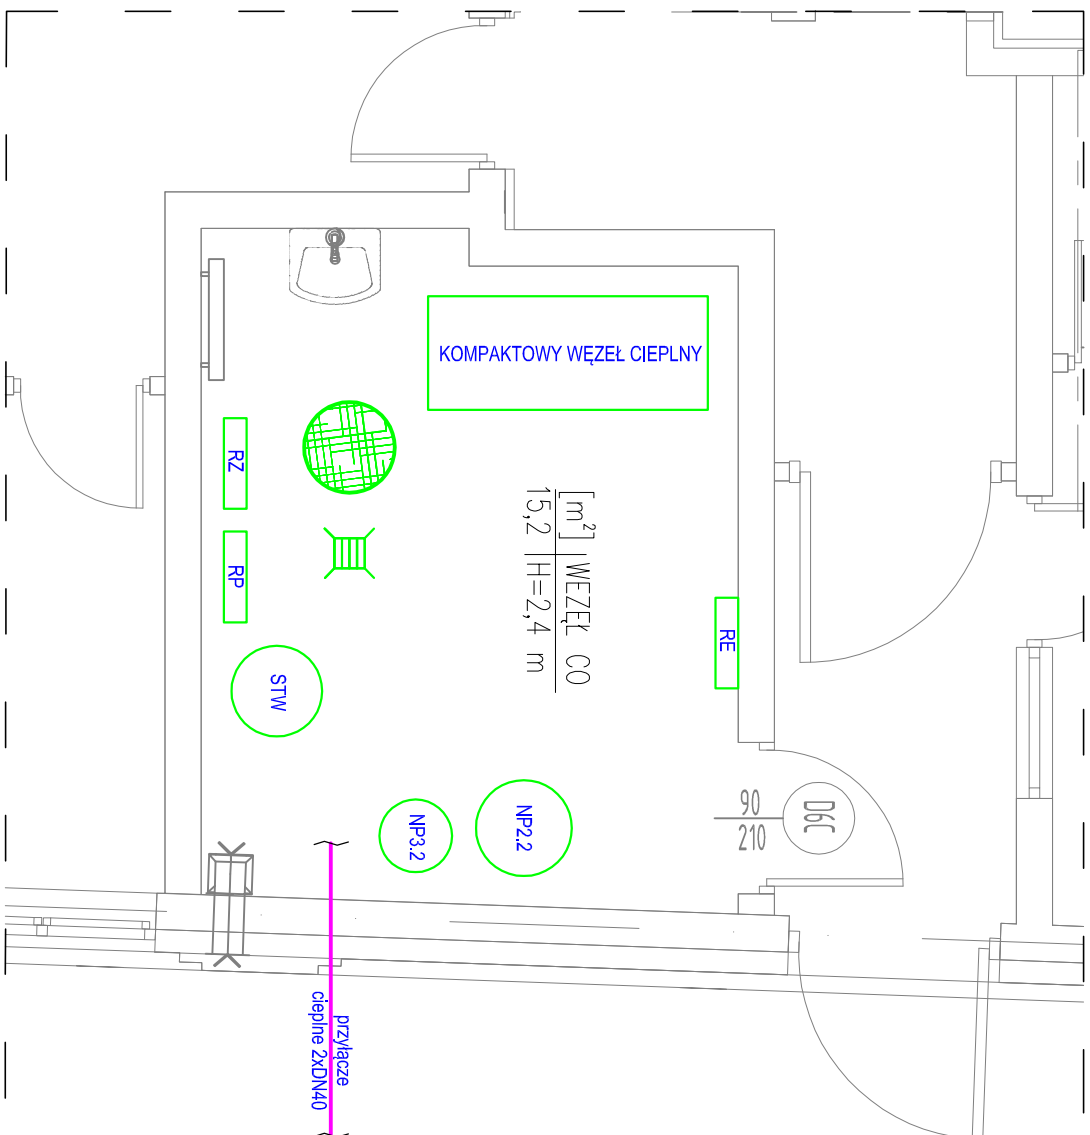 KOMPAKTOWY WĘZEŁ CIEPLNY
RZ
RP
[m²] WĘZEŁ CO
15,2 H=2,4 m
RE
STW
NP3.2
NP2.2
90
210
D6C
przyłącze
cieplne 2xDN40